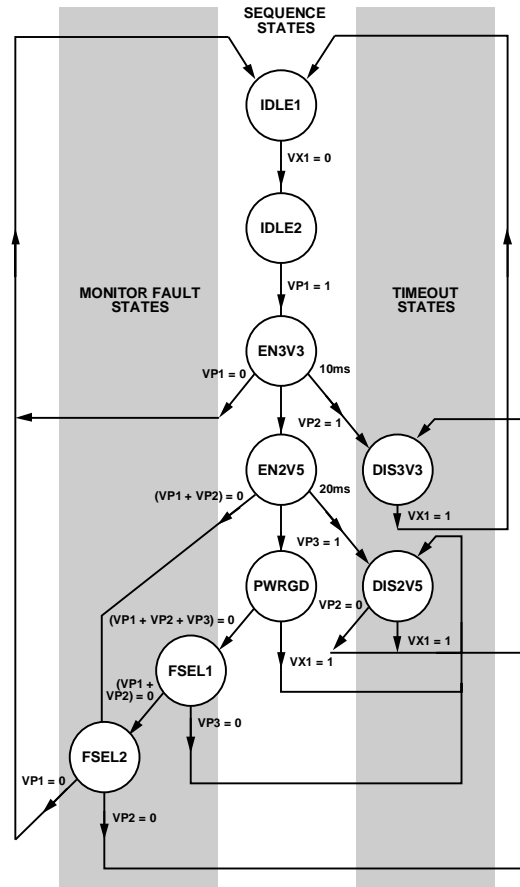 SEQUENCE
STATES
IDLE1
VX1 = 0
IDLE2
MONITOR FAULT
STATES
TIMEOUT
STATES
VP1 = 1
EN3V3
VP1 = 0
10ms
VP2 = 1
EN2V5
DIS3V3
(VP1 + VP2) = 0
20ms
VX1 = 1
VP3 = 1
PWRGD
DIS2V5
VP2 = 0
(VP1 + VP2 + VP3) = 0
VX1 = 1
FSEL1
VX1 = 1
(VP1 +
VP2) = 0
VP3 = 0
FSEL2
VP1 = 0
VP2 = 0